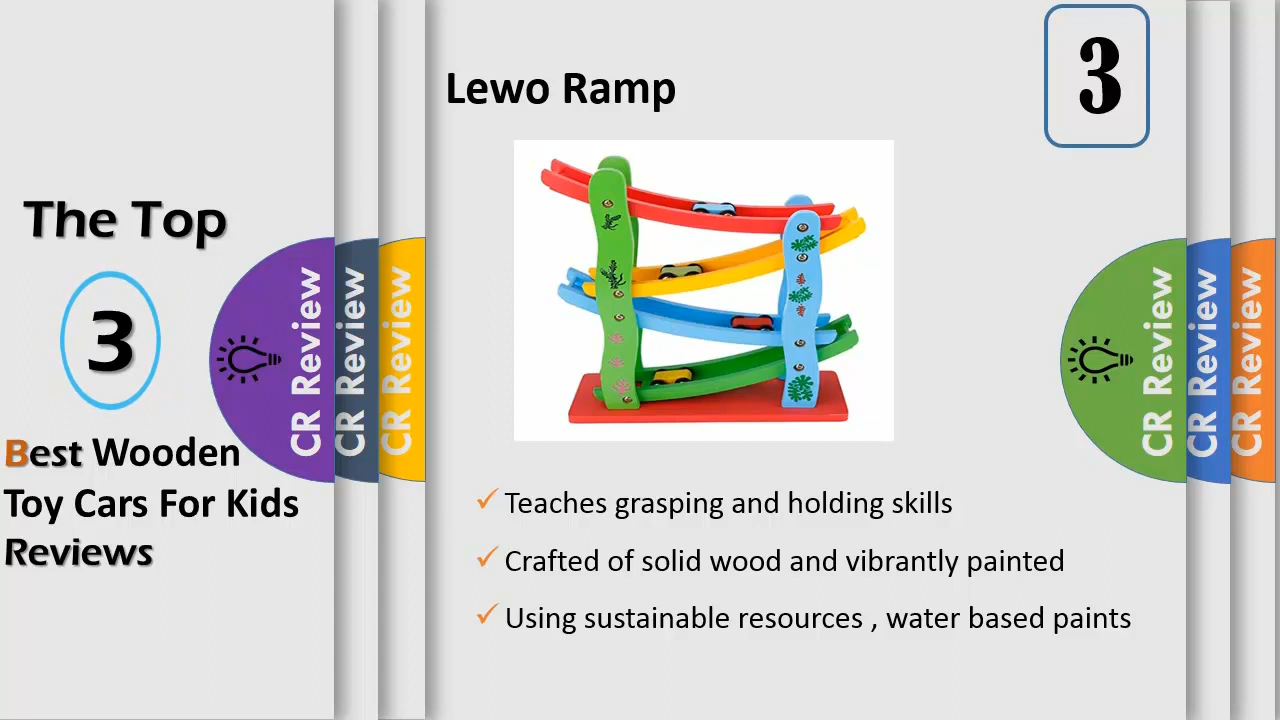 The Top
3
Best Wooden
Toy Cars For Kids
Reviews
CR Review
CR Review
CR Review
Lewo Ramp
3
Teaches grasping and holding skills
Crafted of solid wood and vibrantly painted
Using sustainable resources , water based paints
CR Review
CR Review
CR Review